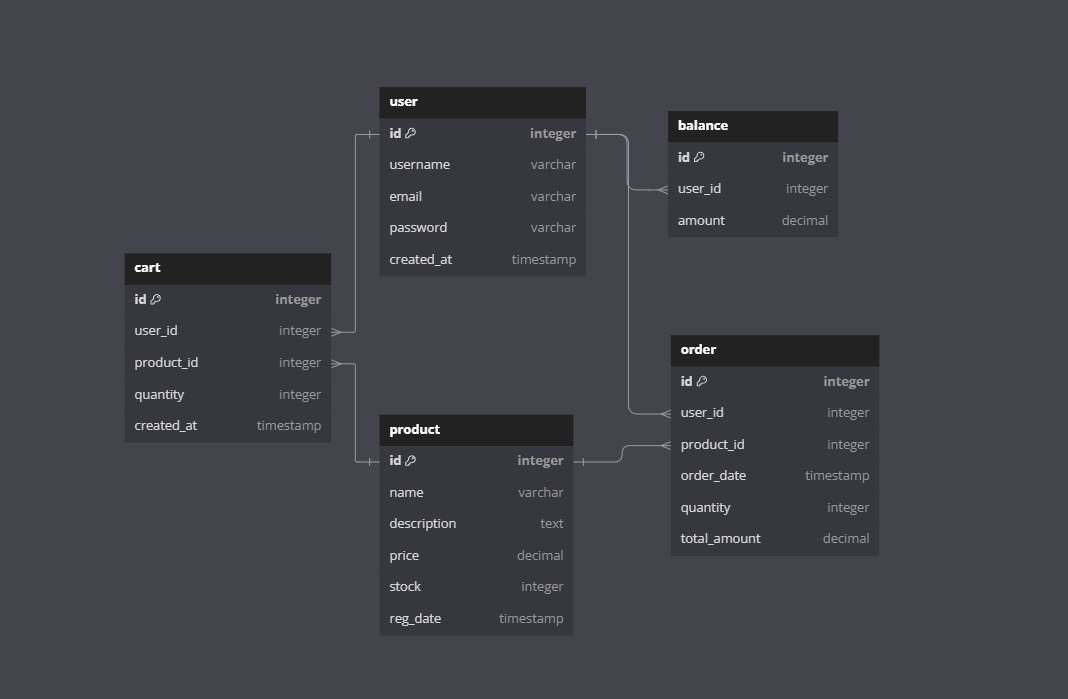 user
id integer
username varchar
email varchar
password varchar
created_at timestamp
balance
id integer
user_id integer
amount decimal
cart
id integer
user_id integer
product_id integer
quantity integer
created_at timestamp
order
id integer
user_id integer
product_id integer
order_date timestamp
quantity integer
total_amount decimal
product
id integer
name varchar
description text
price decimal
stock integer
reg_date timestamp